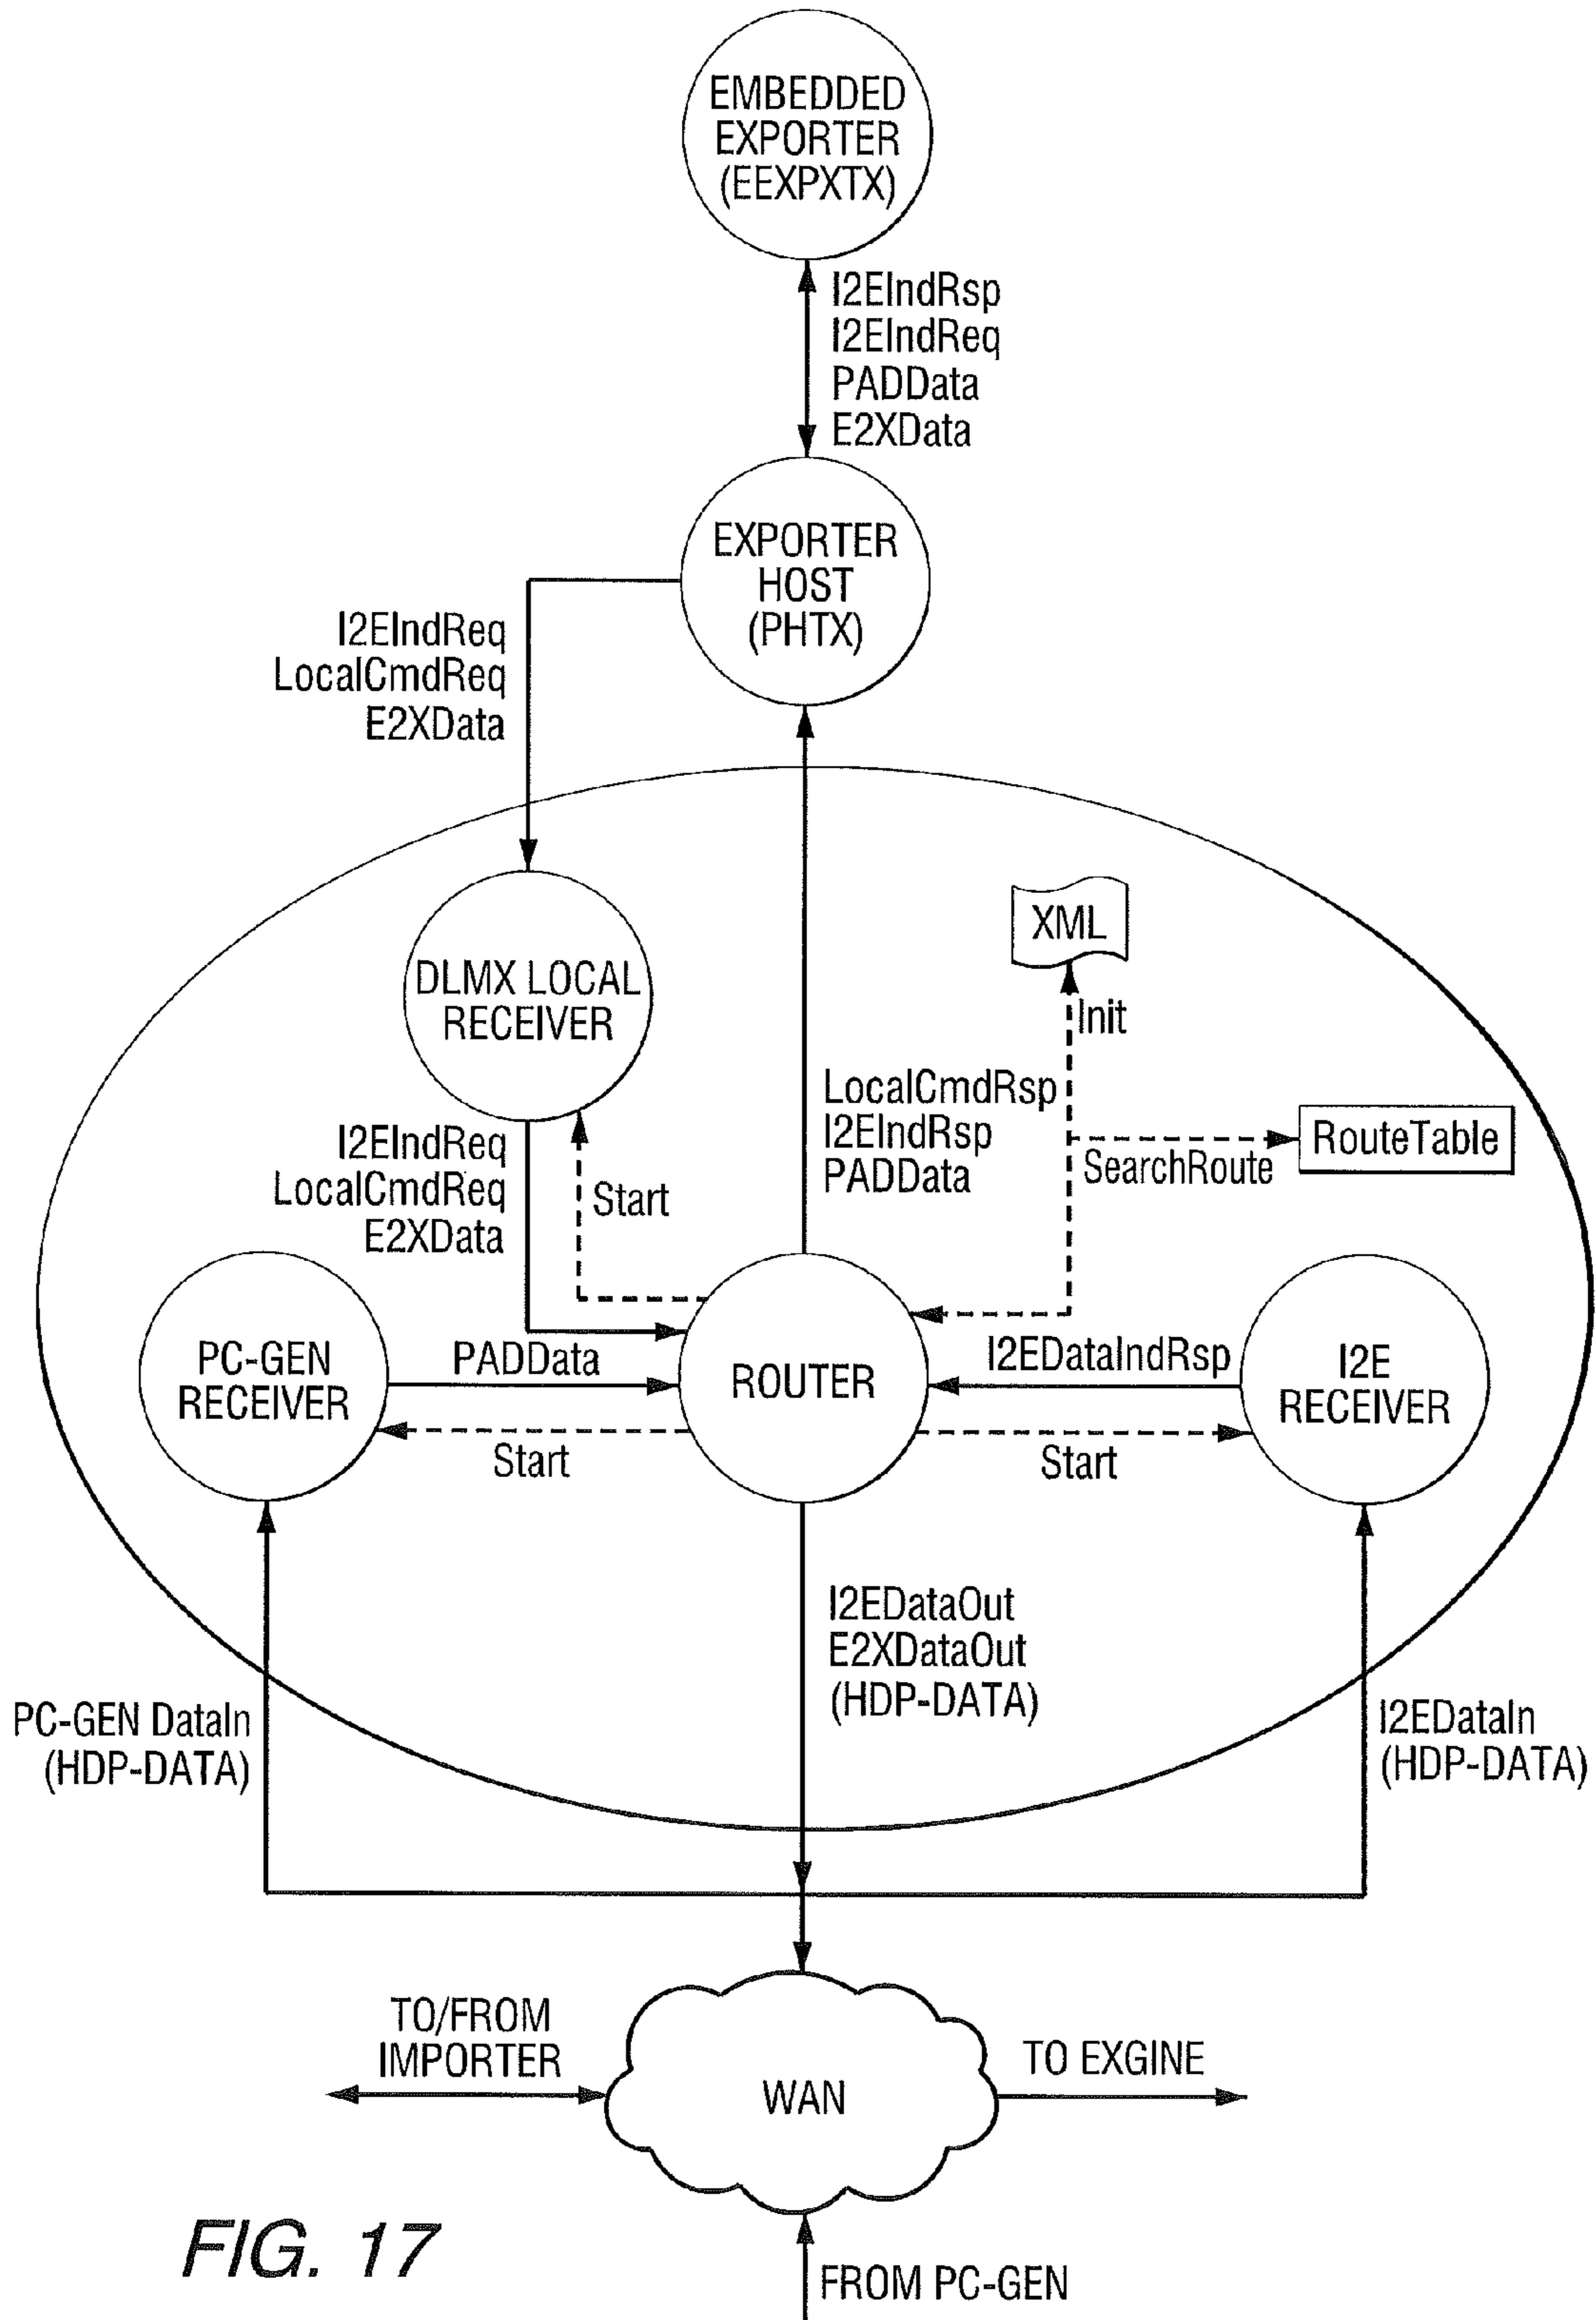 EMBEDDED
EXPORTER
(EEXPXTX)
I2EIndRsp
I2EIndReq
PADData
E2XData
EXPORTER
HOST
(PHTX)
I2EIndReq
LocalCmdReq
E2XData
XML
DLMX LOCAL
RECEIVER
Init
LocalCmdRsp
I2EIndRsp
PADData
RouteTable
SearchRoute
I2EIndReq
LocalCmdReq
E2XData
Start
PC-GEN
RECEIVER
PADData
ROUTER
I2EDataIndRsp
I2E
RECEIVER
Start
Start
I2EDataOut
E2XDataOut
(HDP-DATA)
PC-GEN DataIn
(HDP-DATA)
I2EDataIn
(HDP-DATA)
TO/FROM
IMPORTER
WAN
TO EXGINE
FROM PC-GEN
FIG. 17